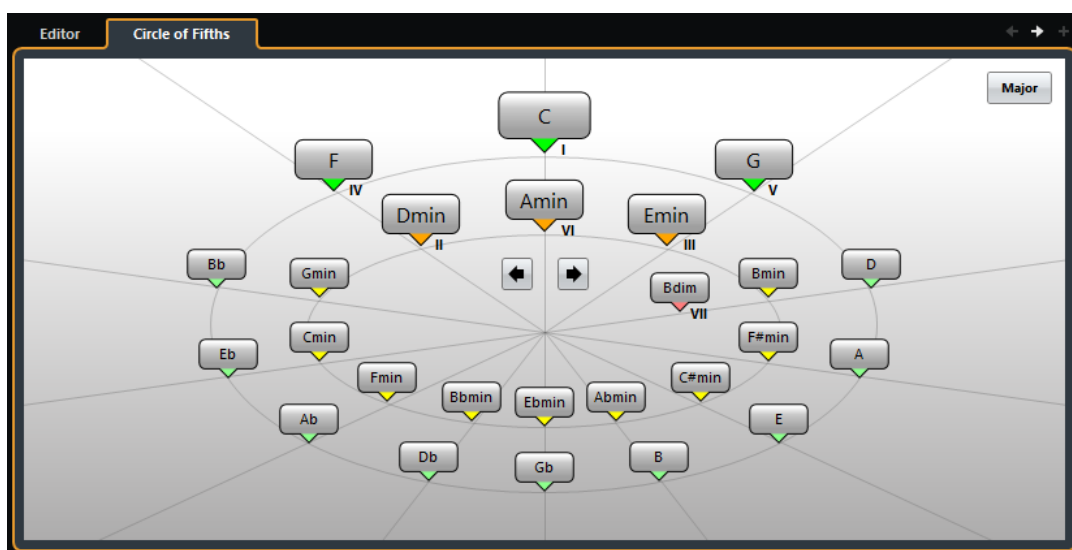 Editor
Circle of Fifths
Major
C
I
F
IV
G
V
Amin
VI
Dmin
II
Emin
III
Bb
Gmin
Bdim
VII
Bmin
D
Eb
Cmin
F#min
A
Fmin
C#min
Bbmin
Ebmin
Abmin
Ab
E
Db
Gb
B